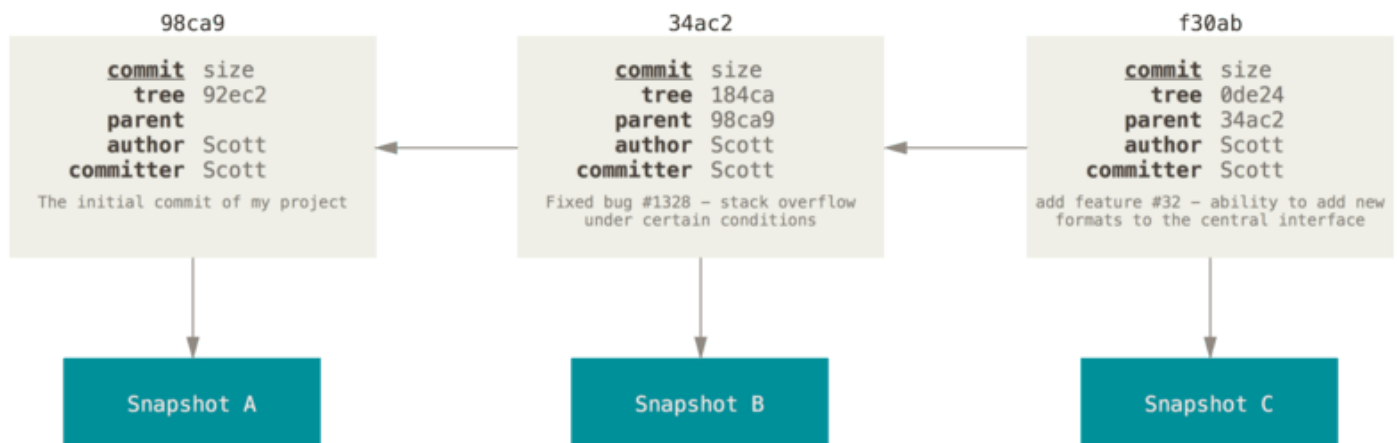 98ca9
commit size
tree 92ec2
parent
author Scott
committer Scott
The initial commit of my project
Snapshot A
34ac2
commit size
tree 184ca
parent 98ca9
author Scott
committer Scott
Fixed bug #1328 – stack overflow
under certain conditions
Snapshot B
f30ab
commit size
tree 0de24
parent 34ac2
author Scott
committer Scott
add feature #32 – ability to add new
formats to the central interface
Snapshot C